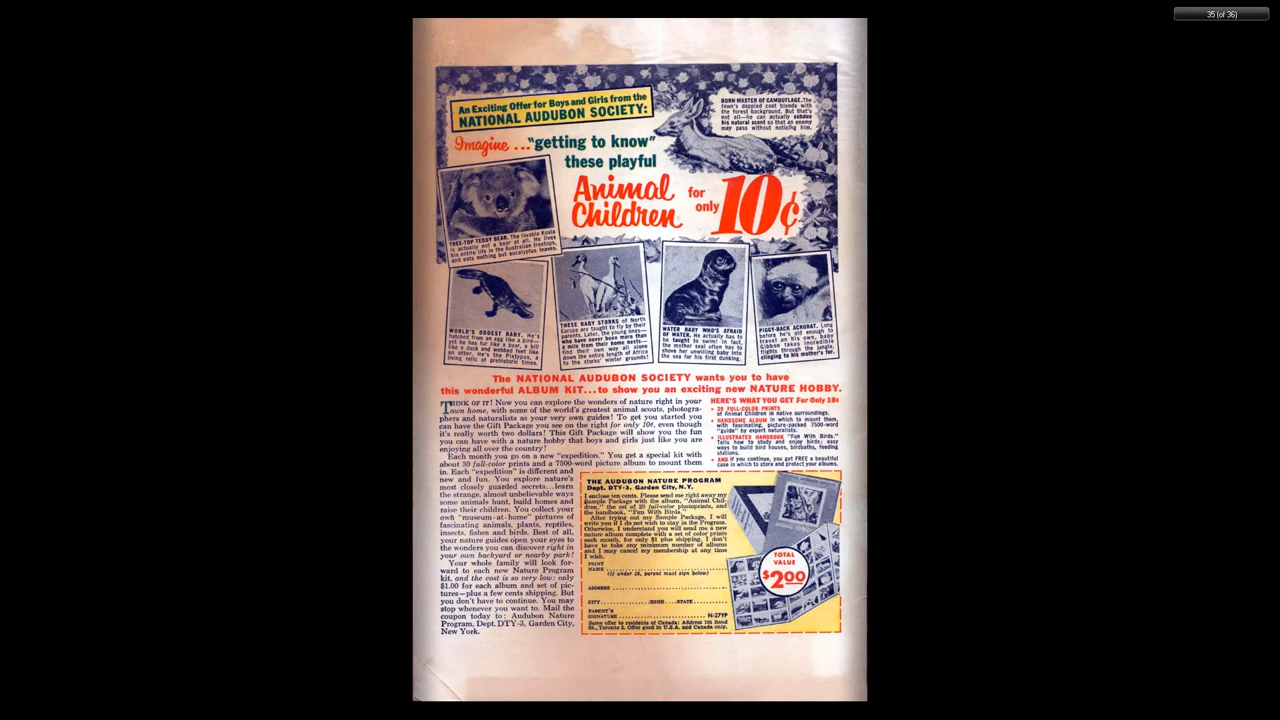 35 (of 36)
An Exciting Offer for Boys and Girls from the
NATIONAL AUDUBON SOCIETY:
BORN MASTER OF CAMOUFLAGE. The
fawn's dappled coat blends with
the forest background. But that's
not all—he can actually subdue
his natural scent so that an enemy
may pass without noticing him.
Imagine..."getting to know"
these playful
Animal
Children
for
only
10¢
TREE-TOP TEDDY BEAR. The lovable Koala
is actually not a bear at all. He lives
his entire life in the Australian treetops,
and eats nothing but eucalyptus leaves.
WORLD'S ODDEST BABY. He's
hatched from an egg like a bird—
yet he has fur like a bear, a bill
like a duck and webbed feet like
an otter. He's the Platypus, a
living relic of prehistoric times.
THESE BABY STORKS of North
Europe are taught to fly by their
parents. Later, the young ones—
who have never been more than
a mile from their home nests—
find their own way all alone
down the entire length of Africa
to the storks' winter grounds!
WATER BABY WHO'S AFRAID
OF WATER. He actually has to
be taught to swim! In fact,
the mother seal often has to
shove her unwilling baby into
the sea for his first dunking.
PIGGY-BACK ACROBAT. Long
before he's old enough to
travel on his own, baby
Gibbon takes incredible
flights through the jungle,
clinging to his mother's fur.
The NATIONAL AUDUBON SOCIETY wants you to have
this wonderful ALBUM KIT...to show you an exciting new NATURE HOBBY.
THINK OF IT! Now you can explore the wonders of nature right in your
own home, with some of the world's greatest animal scouts, photogra-
phers and naturalists as your very own guides! To get you started you
can have the Gift Package you see on the right for only 10¢, even though
it's really worth two dollars! This Gift Package will show you the fun
you can have with a nature hobby that boys and girls just like you are
enjoying all over the country!
Each month you go on a new "expedition." You get a special kit with
about 30 full-color prints and a 7500-word picture album to mount them
in. Each "expedition" is different and
new and fun. You explore nature's
most closely guarded secrets...learn
the strange, almost unbelievable ways
some animals hunt, build homes and
raise their children. You collect your
own "museum-at-home" pictures of
fascinating animals, plants, reptiles,
insects, fishes and birds. Best of all,
your nature guides open your eyes to
the wonders you can discover right in
your own backyard or nearby park!
Your whole family will look for-
ward to each new Nature Program
kit, and the cost is so very low: only
$1.00 for each album and set of pic-
tures—plus a few cents shipping. But
you don't have to continue. You may
stop whenever you want to. Mail the
coupon today to: Audubon Nature
Program, Dept. DTY-3, Garden City,
New York.
HERE'S WHAT YOU GET For Only 10¢
• 29 FULL-COLOR PRINTS
of Animal Children in native surroundings.
• HANDSOME ALBUM in which to mount them,
with fascinating, picture-packed 7500-word
"guide" by expert naturalists.
• ILLUSTRATED HANDBOOK "Fun With Birds."
Tells how to study and enjoy birds; easy
ways to build bird houses, birdbaths, feeding
stations.
• AND if you continue, you get FREE a beautiful
case in which to store and protect your albums.
THE AUDUBON NATURE PROGRAM
Dept. DTY-3, Garden City, N.Y.
I enclose ten cents. Please send me right away my
Sample Package with the album, "Animal Chil-
dren," the set of 29 full-color photoprints, and
the handbook, "Fun With Birds."
After trying out my Sample Package, I will
write you if I do not wish to stay in the Program.
Otherwise, I understand you will send me a new
nature album complete with a set of color prints
each month, for only $1 plus shipping. I don't
have to take any minimum number of albums
and I may cancel my membership at any time
I wish.
PRINT
NAME
(If under 16, parent must sign below)
ADDRESS
CITY ZONE STATE
PARENT'S
SIGNATURE N-27YP
Same offer to residents of Canada: Address 105 Bond
St., Toronto 2. Offer good in U.S.A. and Canada only.
TOTAL
VALUE
$2.00